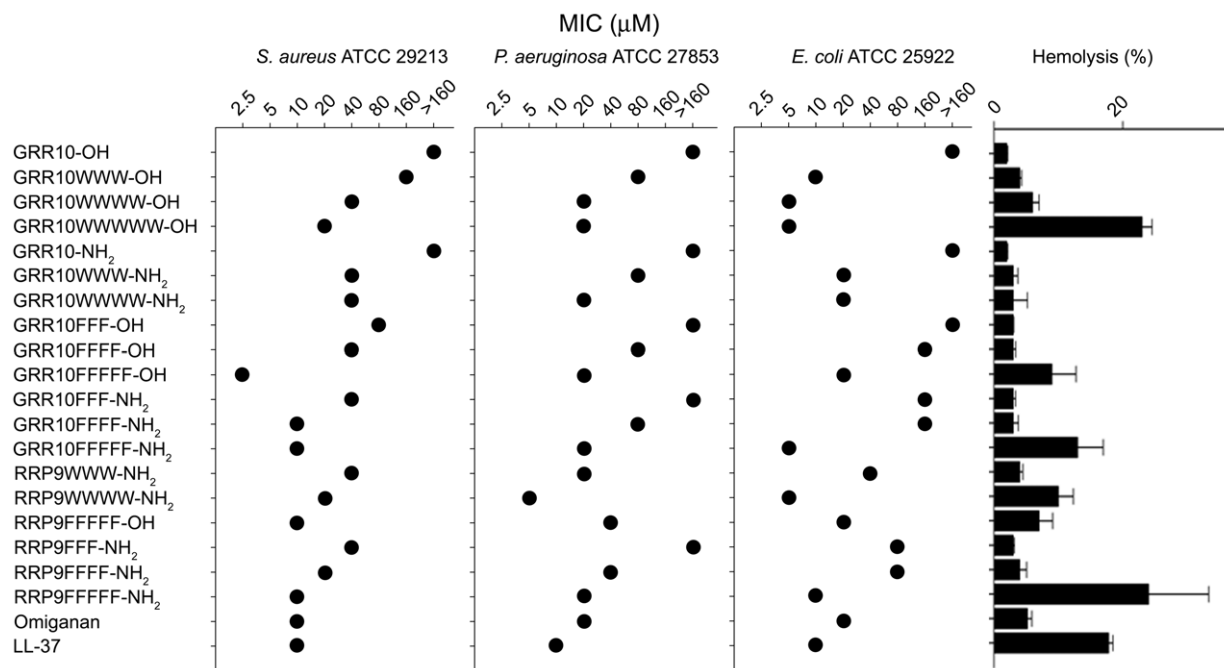 MIC (μM)
S. aureus ATCC 29213 P. aeruginosa ATCC 27853 E. coli ATCC 25922 Hemolysis (%)
2.5 5 10 20 40 80 160 >160 2.5 5 10 20 40 80 160 >160 2.5 5 10 20 40 80 160 >160 0 20
GRR10-OH
GRR10WWW-OH
GRR10WWWW-OH
GRR10WWWWW-OH
GRR10-NH₂
GRR10WWW-NH₂
GRR10WWWW-NH₂
GRR10FFF-OH
GRR10FFFF-OH
GRR10FFFFF-OH
GRR10FFF-NH₂
GRR10FFFF-NH₂
GRR10FFFFF-NH₂
RRP9WWW-NH₂
RRP9WWWW-NH₂
RRP9FFFFF-OH
RRP9FFF-NH₂
RRP9FFFF-NH₂
RRP9FFFFF-NH₂
Omiganan
LL-37